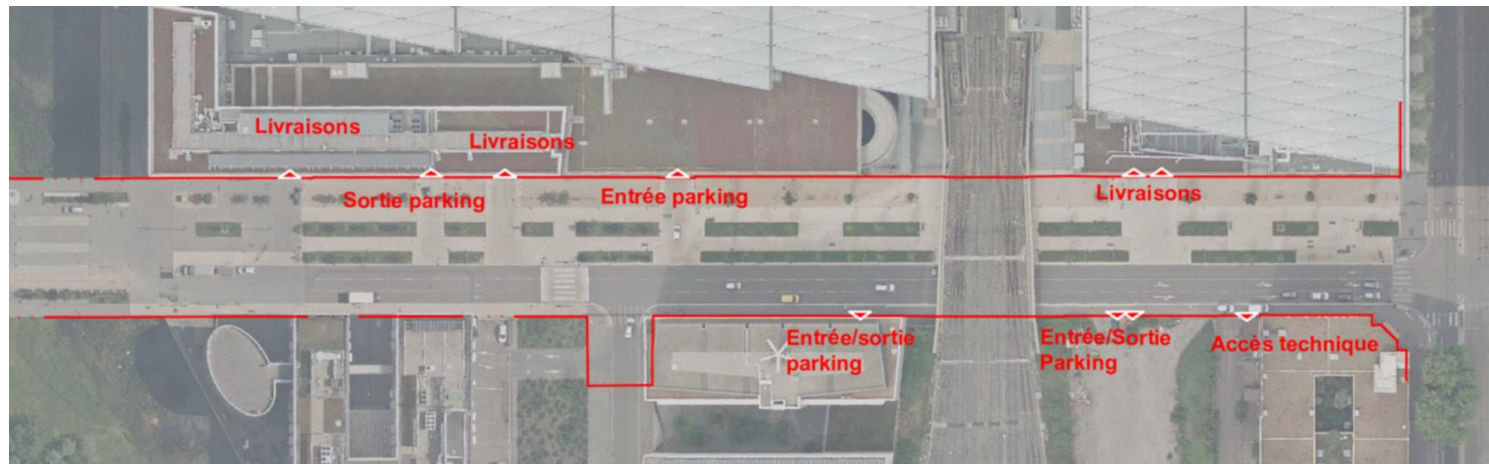 Livraisons
Livraisons
Sortie parking
Entrée parking
Livraisons
Entrée/sortie
parking
Entrée/Sortie
Parking
Accès technique